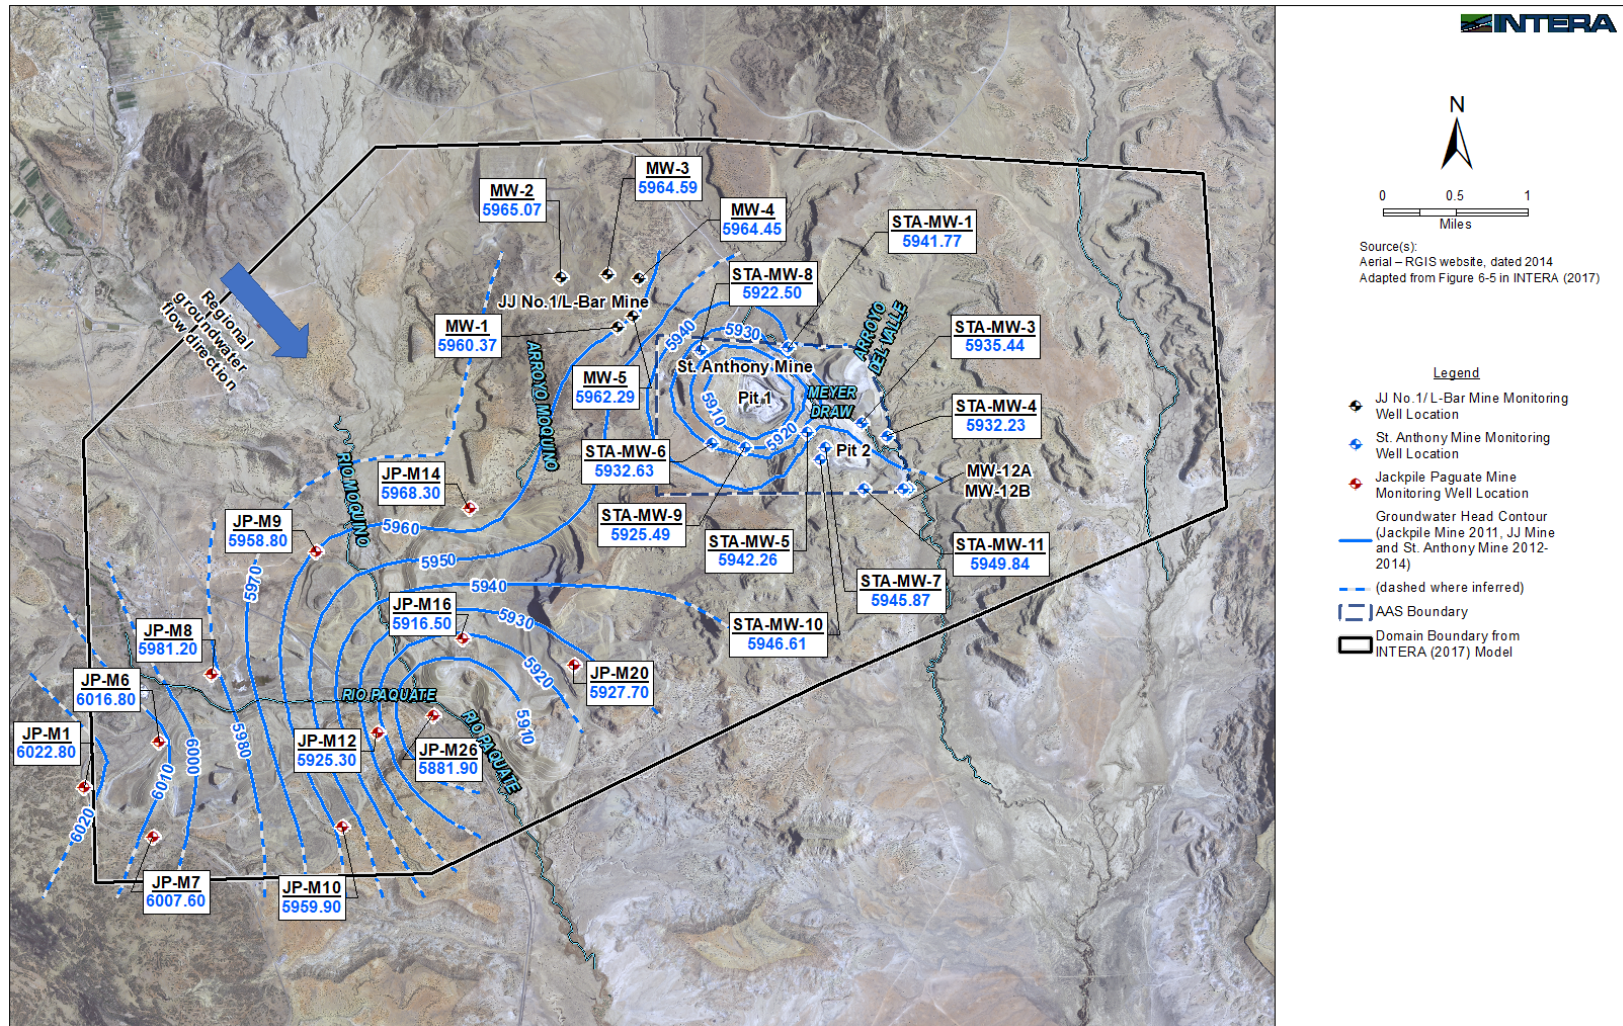 INTERA
N
0 0.5 1
Miles
Source(s):
Aerial – RGIS website, dated 2014
Adapted from Figure 6-5 in INTERA (2017)
Legend
JJ No.1/ L-Bar Mine Monitoring
Well Location
St. Anthony Mine Monitoring
Well Location
Jackpile Paguate Mine
Monitoring Well Location
Groundwater Head Contour
(Jackpile Mine 2011, JJ Mine
and St. Anthony Mine 2012-
2014)
(dashed where inferred)
AAS Boundary
Domain Boundary from
INTERA (2017) Model
MW-3
5964.59
MW-2
5965.07
MW-4
5964.45
STA-MW-1
5941.77
STA-MW-8
5922.50
Regional
groundwater
flow direction
JJ No.1/L-Bar Mine
MW-1
5960.37
5940
5930
ARROYO
DEL VALLE
STA-MW-3
5935.44
ARROYO MOQUINO
St. Anthony Mine
MW-5
5962.29
Pit 1
MEYER
DRAW
5910
5920
STA-MW-4
5932.23
STA-MW-6
5932.63
Pit 2
MW-12A
MW-12B
RIO MOQUINO
JP-M14
5968.30
STA-MW-9
5925.49
JP-M9
5958.80
5960
STA-MW-5
5942.26
STA-MW-11
5949.84
5970
5950
5940
STA-MW-7
5945.87
JP-M16
5916.50
5930
STA-MW-10
5946.61
JP-M8
5981.20
5920
JP-M20
5927.70
JP-M6
6016.80
RIO PAQUATE
RIO PAQUATE
5910
JP-M1
6022.80
5980
6000
JP-M12
5925.30
JP-M26
5881.90
6010
6020
JP-M7
6007.60
JP-M10
5959.90